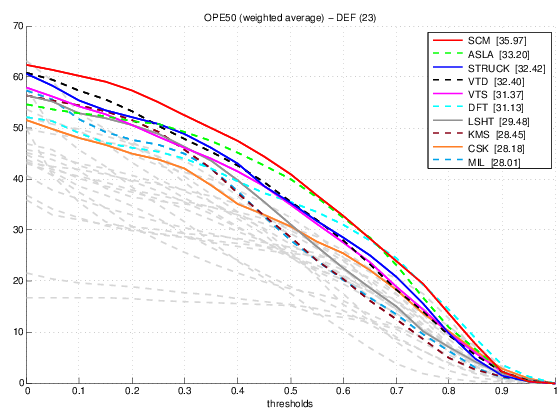 OPE50 (weighted average) – DEF (23)
70
60
50
40
30
20
10
0
SCM [35.97]
ASLA [33.20]
STRUCK [32.42]
VTD [32.40]
VTS [31.37]
DFT [31.13]
LSHT [29.48]
KMS [28.45]
CSK [28.18]
MIL [28.01]
0 0.1 0.2 0.3 0.4 0.5 0.6 0.7 0.8 0.9 1
thresholds